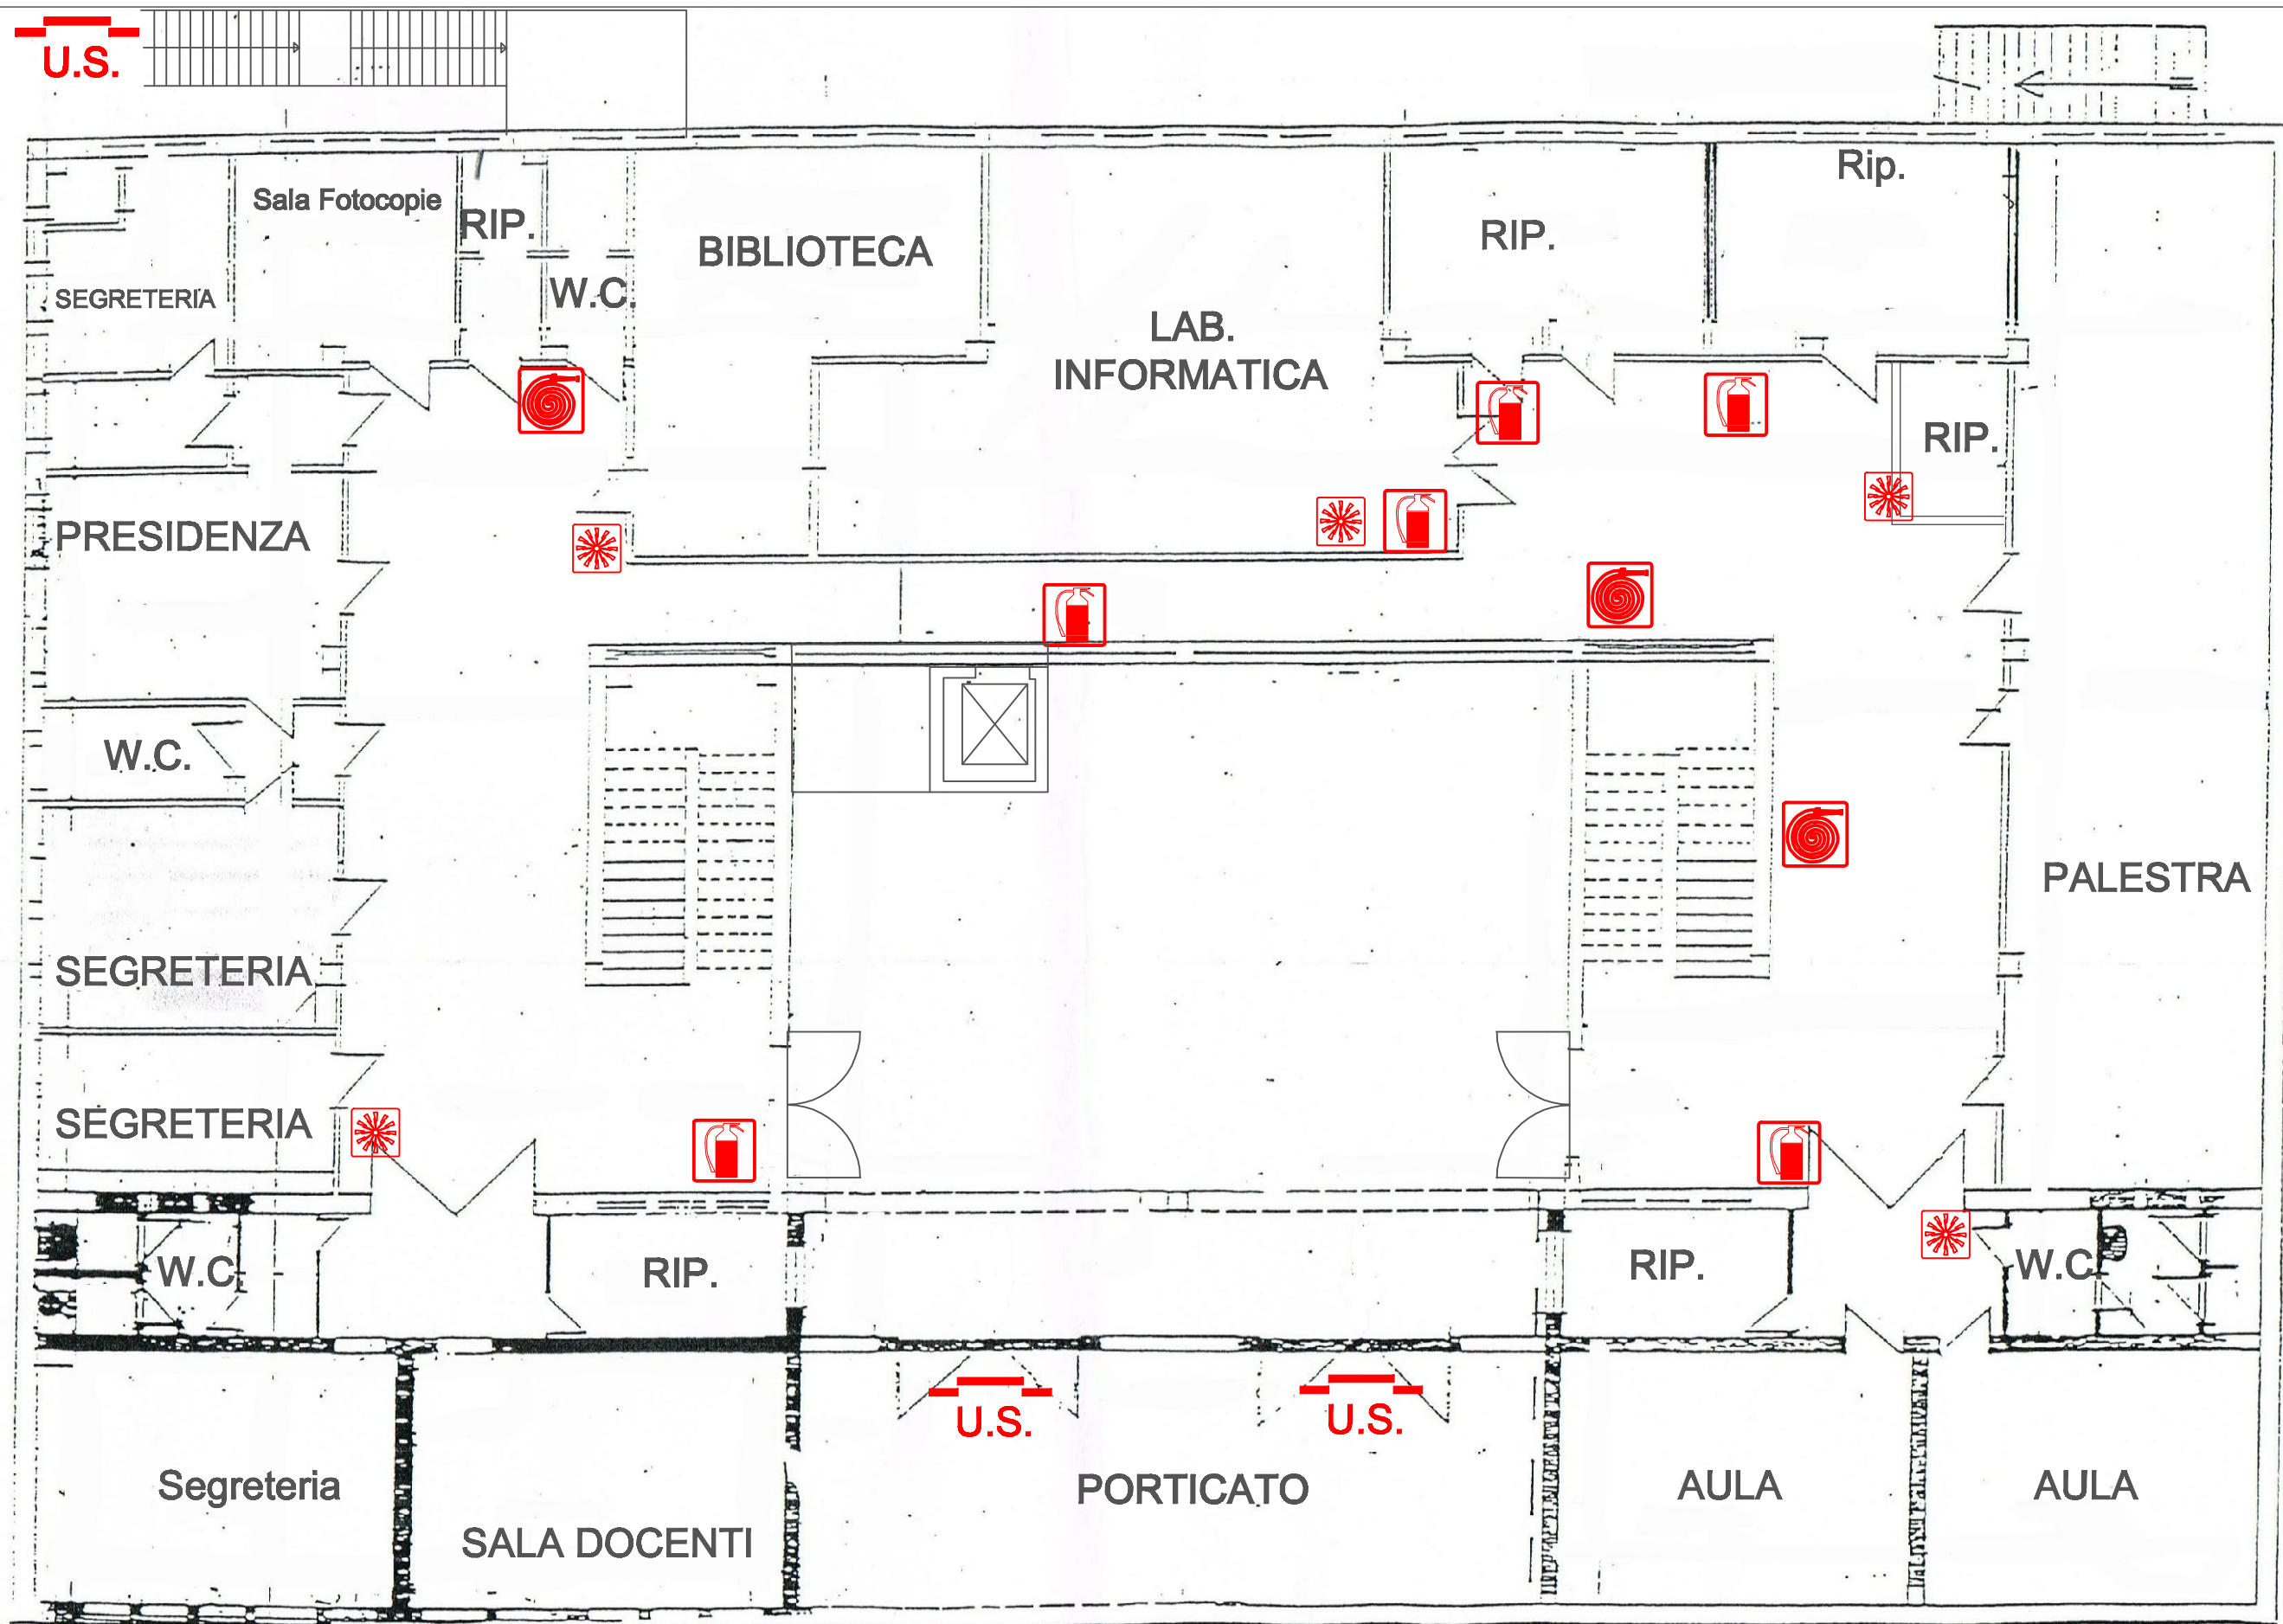 U.S.
Rip.
Sala Fotocopie
RIP.
RIP.
BIBLIOTECA
W.C.
SEGRETERIA
LAB.
INFORMATICA
RIP.
PRESIDENZA
W.C.
PALESTRA
SEGRETERIA
SEGRETERIA
W.C.
RIP.
RIP.
W.C.
U.S.
U.S.
Segreteria
PORTICATO
AULA
AULA
SALA DOCENTI